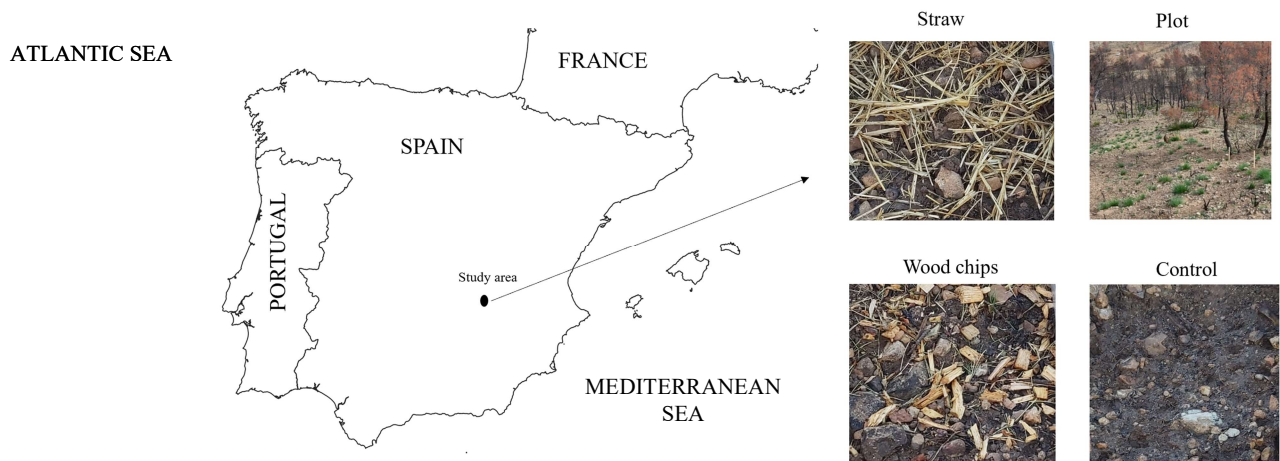 ATLANTIC SEA
FRANCE
SPAIN
PORTUGAL
Study area
MEDITERRANEAN
SEA
Straw
Plot
Wood chips
Control